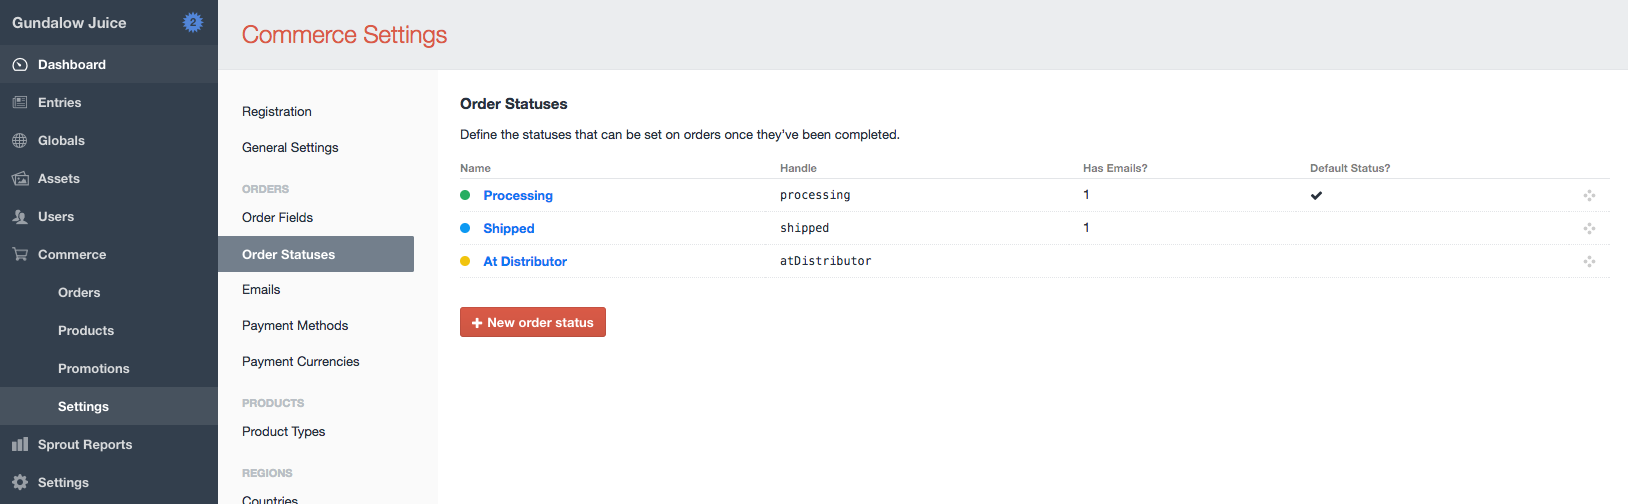 Gundalow Juice 2
Dashboard
Entries
Globals
Assets
Users
Commerce
Orders
Products
Promotions
Settings
Sprout Reports
Settings
Commerce Settings
Registration
General Settings
ORDERS
Order Fields
Order Statuses
Emails
Payment Methods
Payment Currencies
PRODUCTS
Product Types
REGIONS
Countries
Order Statuses
Define the statuses that can be set on orders once they've been completed.
Name Handle Has Emails? Default Status?
Processing processing 1
Shipped shipped 1
At Distributor atDistributor
New order status